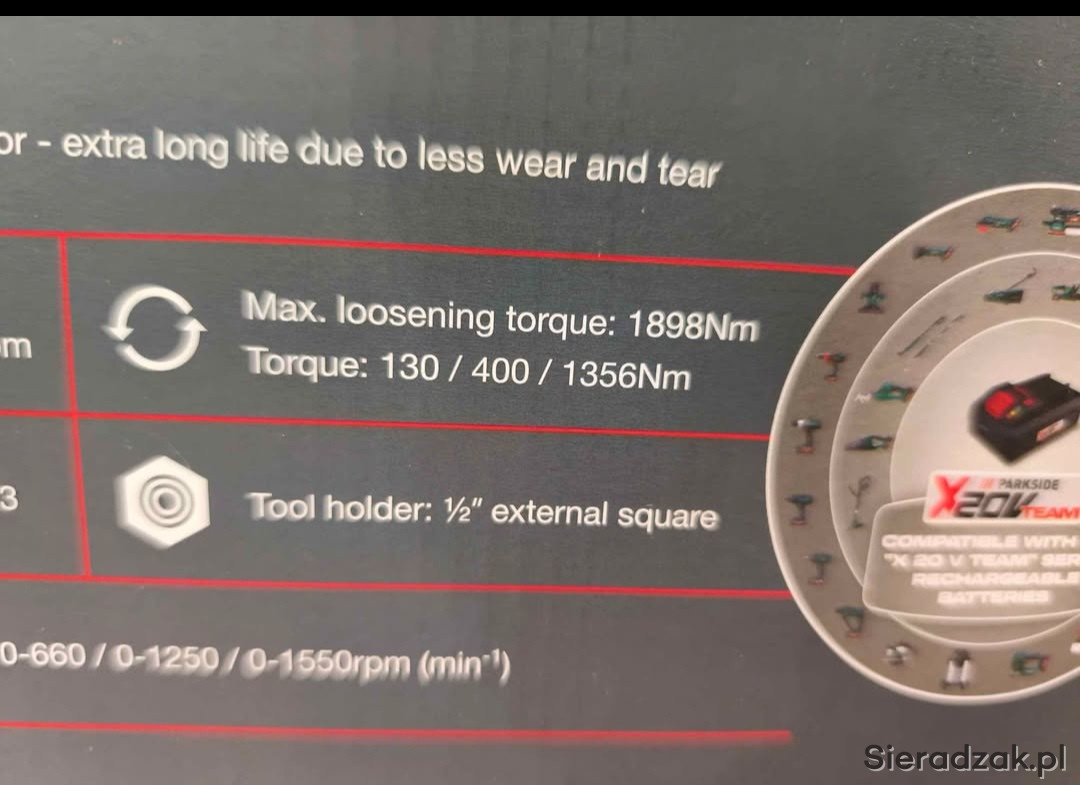 or - extra long life due to less wear and tear
Max. loosening torque: 1898Nm
Torque: 130 / 400 / 1356Nm
pm
3
Tool holder: ½" external square
0-660 / 0-1250 / 0-1550rpm (min⁻¹)
PARKSIDE
X20V TEAM
COMPATIBLE WITH
"X 20 V TEAM" SER
RECHARGEABLE
BATTERIES
Sieradzak.pl